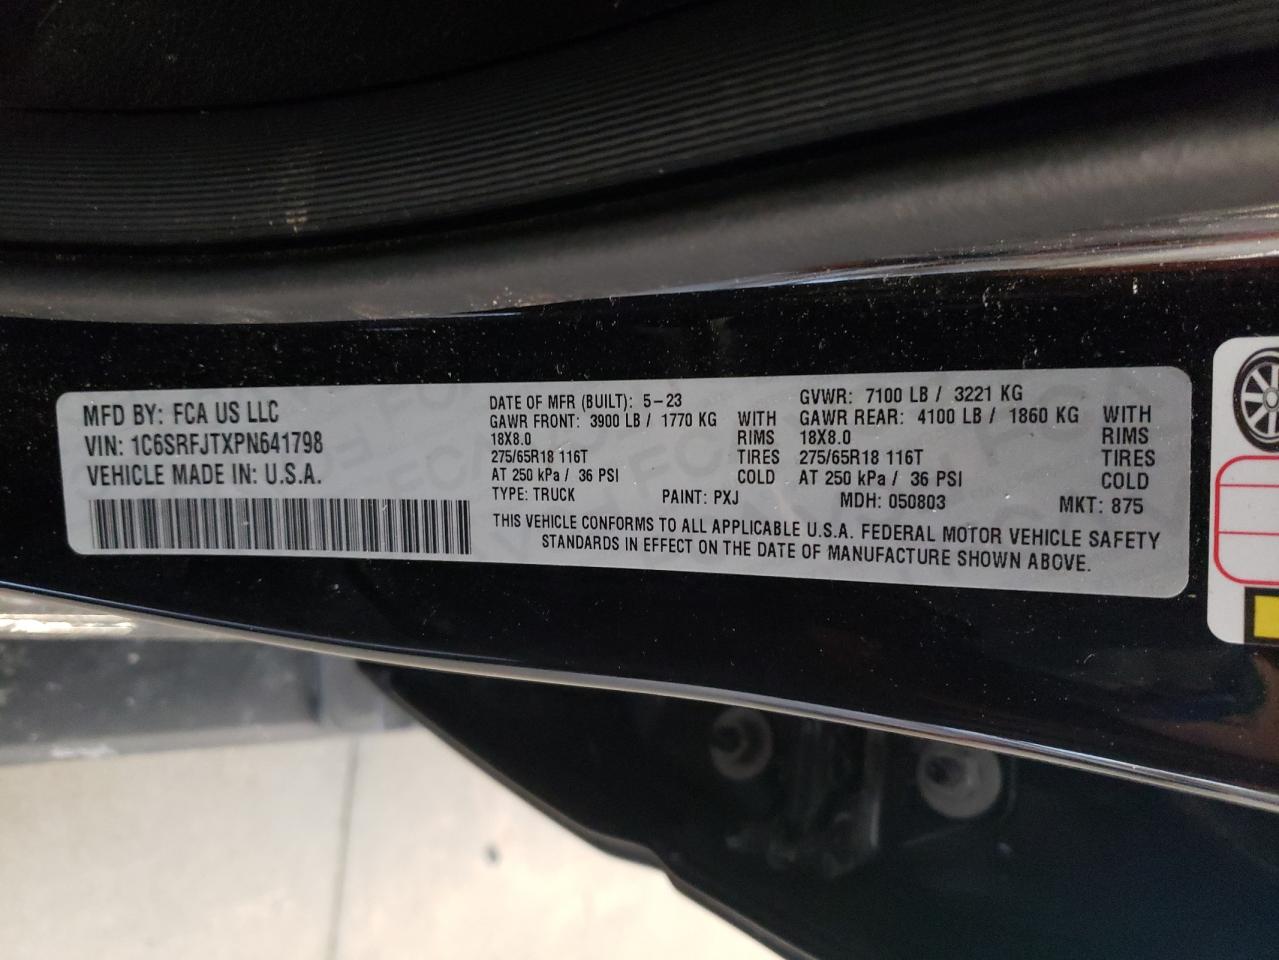 MFD BY: FCA US LLC
VIN: 1C6SRFJTXPN641798
VEHICLE MADE IN: U.S.A.
DATE OF MFR (BUILT): 5-23
GAWR FRONT: 3900 LB / 1770 KG WITH
18X8.0 RIMS
275/65R18 116T TIRES
AT 250 kPa / 36 PSI COLD
GVWR: 7100 LB / 3221 KG
GAWR REAR: 4100 LB / 1860 KG WITH
18X8.0 RIMS
275/65R18 116T TIRES
AT 250 kPa / 36 PSI COLD
TYPE: TRUCK PAINT: PXJ MDH: 050803 MKT: 875
THIS VEHICLE CONFORMS TO ALL APPLICABLE U.S.A. FEDERAL MOTOR VEHICLE SAFETY
STANDARDS IN EFFECT ON THE DATE OF MANUFACTURE SHOWN ABOVE.